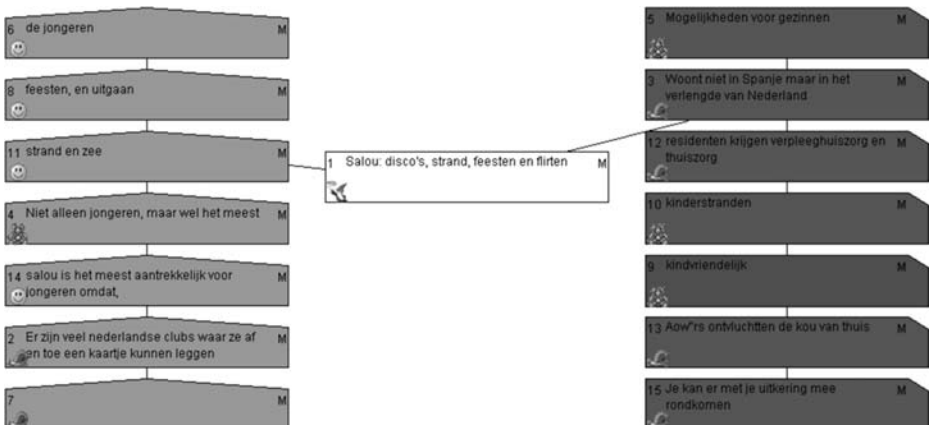 6 de jongeren M
8 feesten, en uitgaan M
11 strand en zee M
4 Niet alleen jongeren, maar wel het meest M
14 salou is het meest aantrekkelijk voor M
jongeren omdat,
2 Er zijn veel nederlandse clubs waar ze af M
en toe een kaartje kunnen leggen
7 M
1 Salou: disco's, strand, feesten en flirten M
5 Mogelijkheden voor gezinnen M
3 Woont niet in Spanje maar in het M
verlengde van Nederland
12 residenten krijgen verpleeghuiszorg en M
thuiszorg
10 kinderstranden M
9 kindvriendelijk M
13 Aow"rs ontvluchtten de kou van thuis M
15 Je kan er met je uitkering mee M
rondkomen